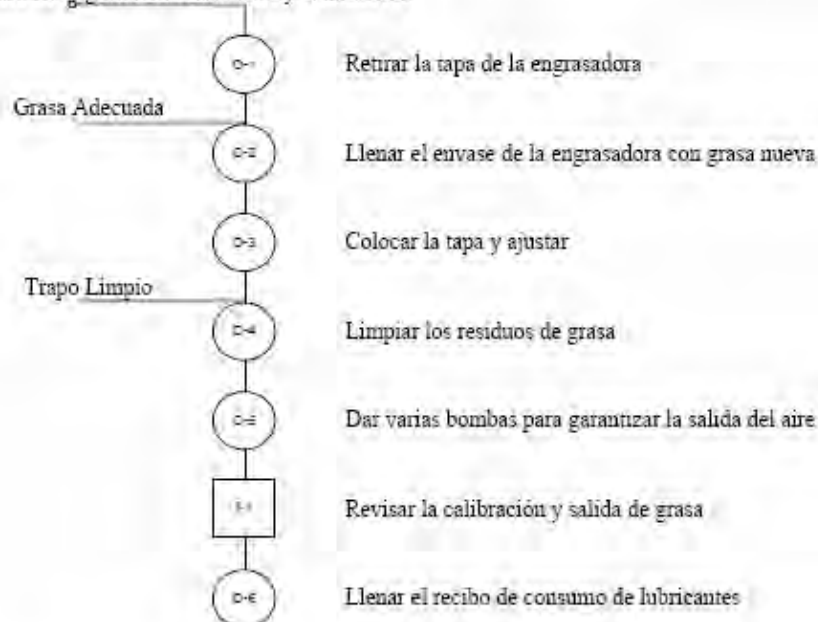 Retirar la tapa de la engrasadora
Grasa Adecuada
Llenar el envase de la engrasadora con grasa nueva
Colocar la tapa y ajustar
Trapo Limpio
Limpiar los residuos de grasa
Dar varias bombas para garantizar la salida del aire
Revisar la calibración y salida de grasa
Llenar el recibo de consumo de lubricantes